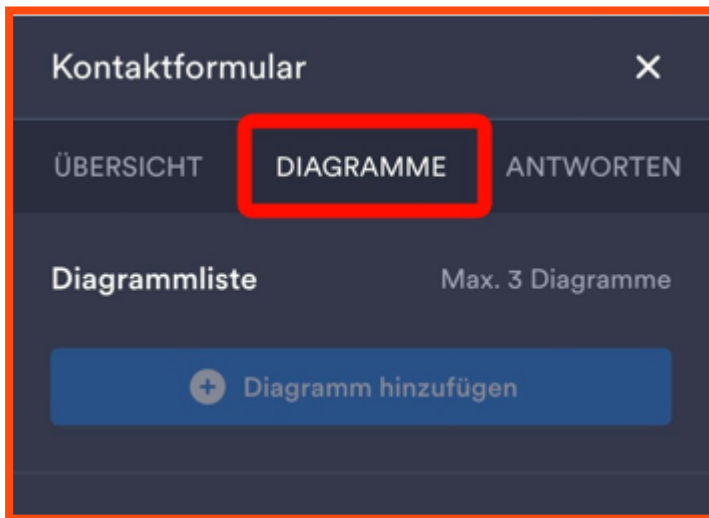 Kontaktformular
ÜBERSICHT DIAGRAMME ANTWORTEN
Diagrammliste Max. 3 Diagramme
Diagramm hinzufügen